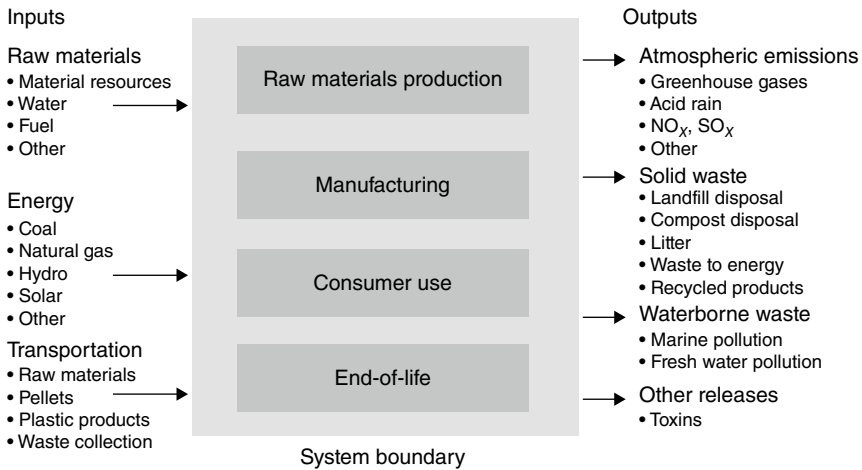 Inputs
Raw materials
• Material resources
• Water
• Fuel
• Other
Energy
• Coal
• Natural gas
• Hydro
• Solar
• Other
Transportation
• Raw materials
• Pellets
• Plastic products
• Waste collection
Raw materials production
Manufacturing
Consumer use
End-of-life
System boundary
Outputs
Atmospheric emissions
• Greenhouse gases
• Acid rain
• NOX, SOX
• Other
Solid waste
• Landfill disposal
• Compost disposal
• Litter
• Waste to energy
• Recycled products
Waterborne waste
• Marine pollution
• Fresh water pollution
Other releases
• Toxins